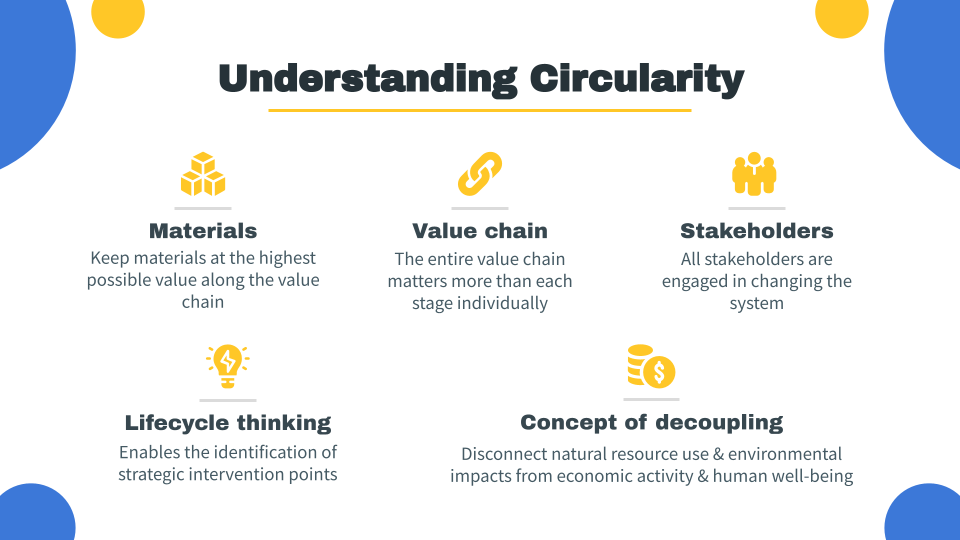 Understanding Circularity
Materials
Keep materials at the highest
possible value along the value
chain
Value chain
The entire value chain
matters more than each
stage individually
Stakeholders
All stakeholders are
engaged in changing the
system
Lifecycle thinking
Enables the identification of
strategic intervention points
Concept of decoupling
Disconnect natural resource use & environmental
impacts from economic activity & human well-being